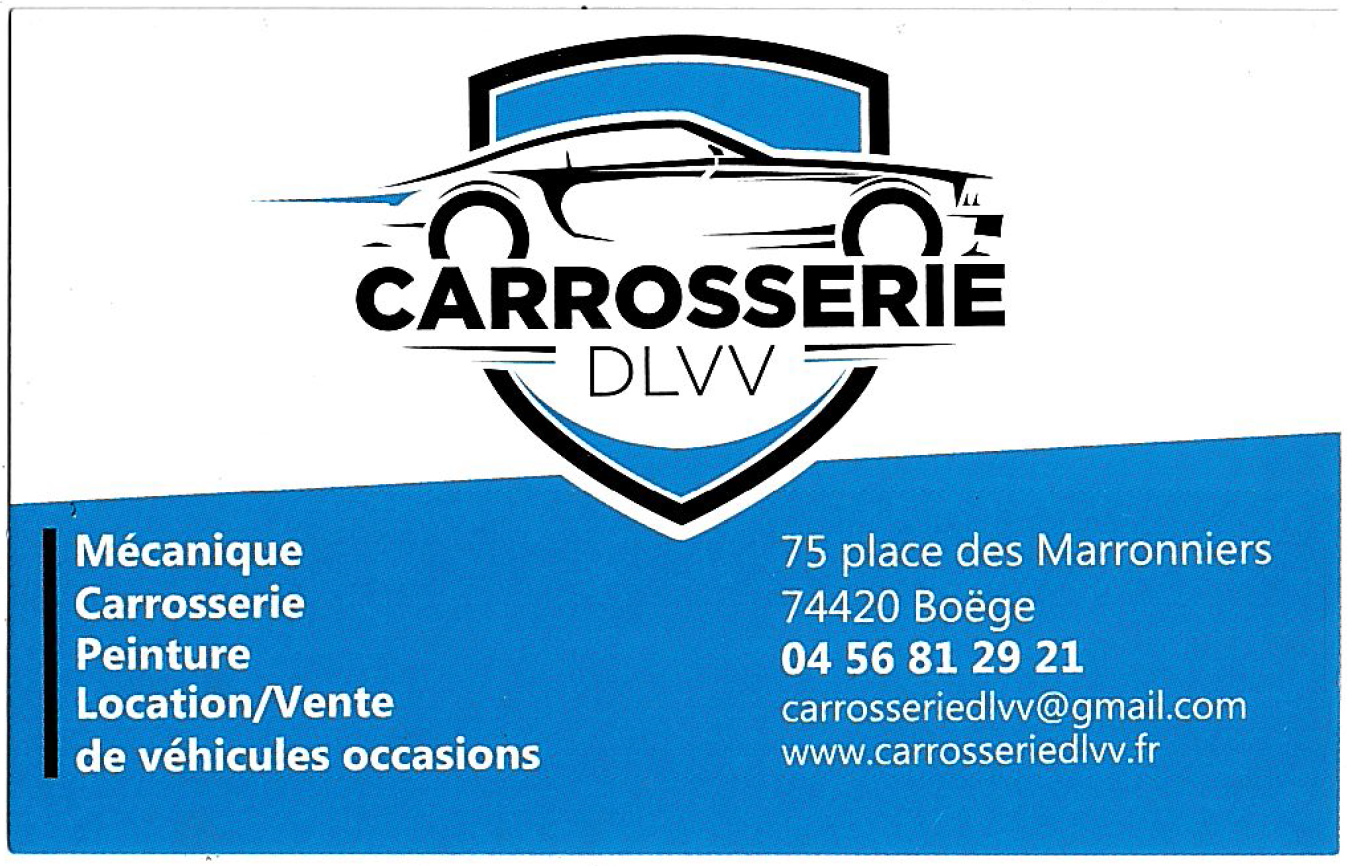 CARROSSERIE
DLVV
Mécanique
Carrosserie
Peinture
Location/Vente
de véhicules occasions
75 place des Marronniers
74420 Boëge
04 56 81 29 21
carrosseriedlvv@gmail.com
www.carrosseriedlvv.fr